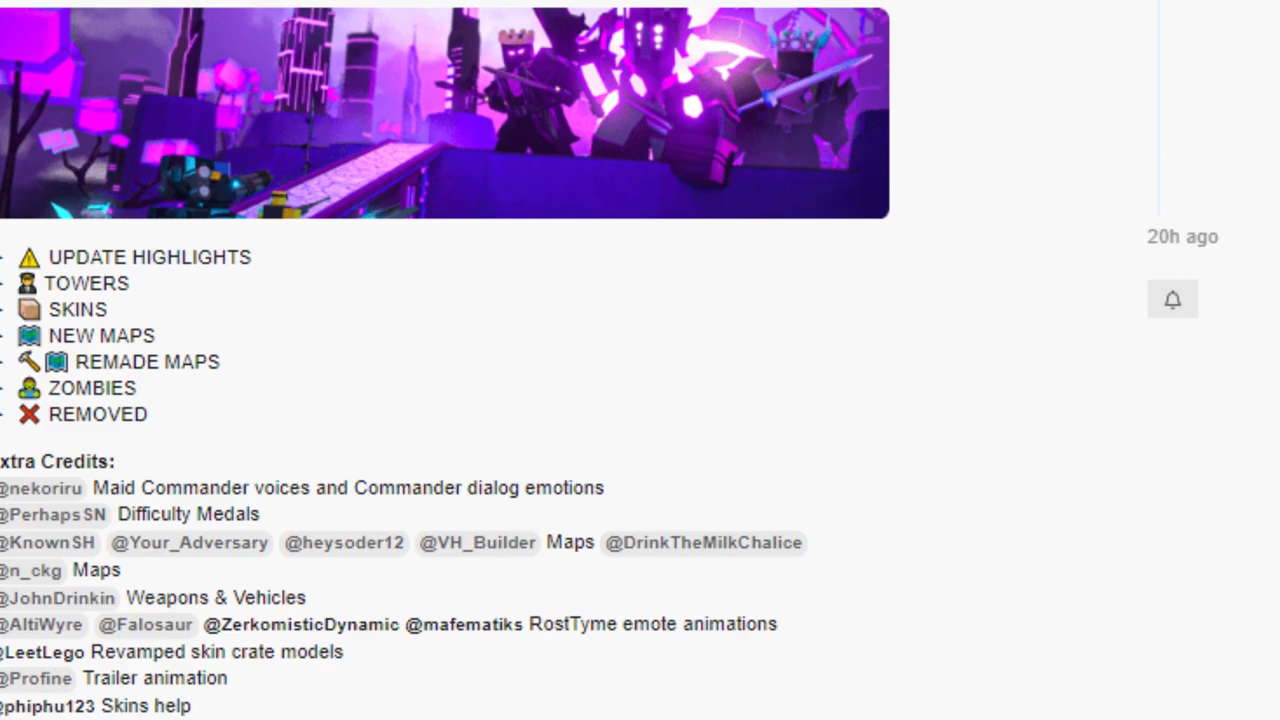 20h ago
⚠️ UPDATE HIGHLIGHTS
TOWERS
SKINS
NEW MAPS
REMADE MAPS
ZOMBIES
❌ REMOVED
xtra Credits:
@nekoriru Maid Commander voices and Commander dialog emotions
@PerhapsSN Difficulty Medals
@KnownSH @Your_Adversary @heysoder12 @VH_Builder Maps @DrinkTheMilkChalice
@n_ckg Maps
@JohnDrinkin Weapons & Vehicles
@AltiWyre @Falosaur @ZerkomisticDynamic @mafematiks RostTyme emote animations
@LeetLego Revamped skin crate models
@Profine Trailer animation
@phiphu123 Skins help